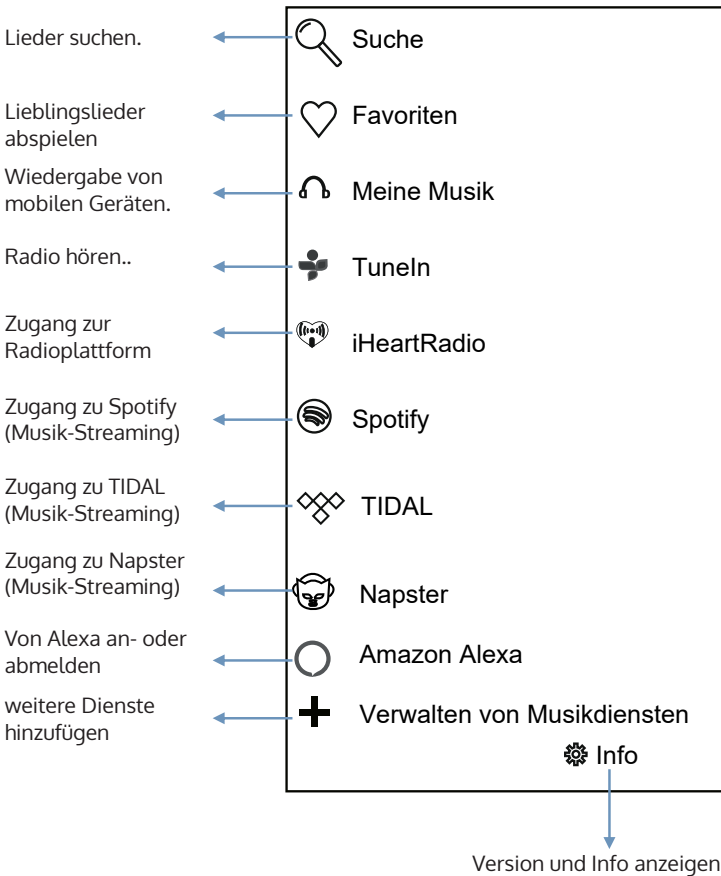 Lieder suchen.
Suche
Lieblingslieder
abspielen
Favoriten
Wiedergabe von
mobilen Geräten.
Meine Musik
Radio hören..
TuneIn
Zugang zur
Radioplattform
iHeartRadio
Zugang zu Spotify
(Musik-Streaming)
Spotify
Zugang zu TIDAL
(Musik-Streaming)
TIDAL
Zugang zu Napster
(Musik-Streaming)
Napster
Von Alexa an- oder
abmelden
Amazon Alexa
weitere Dienste
hinzufügen
Verwalten von Musikdiensten
Info
Version und Info anzeigen